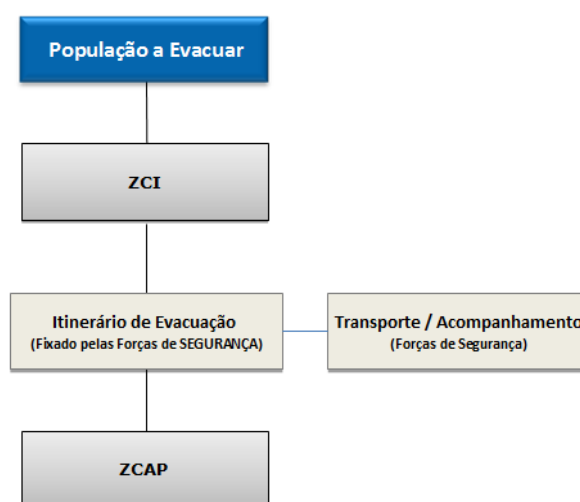 População a Evacuar
ZCI
Itinerário de Evacuação
(Fixado pelas Forças de SEGURANÇA)
Transporte / Acompanhamento
(Forças de Segurança)
ZCAP